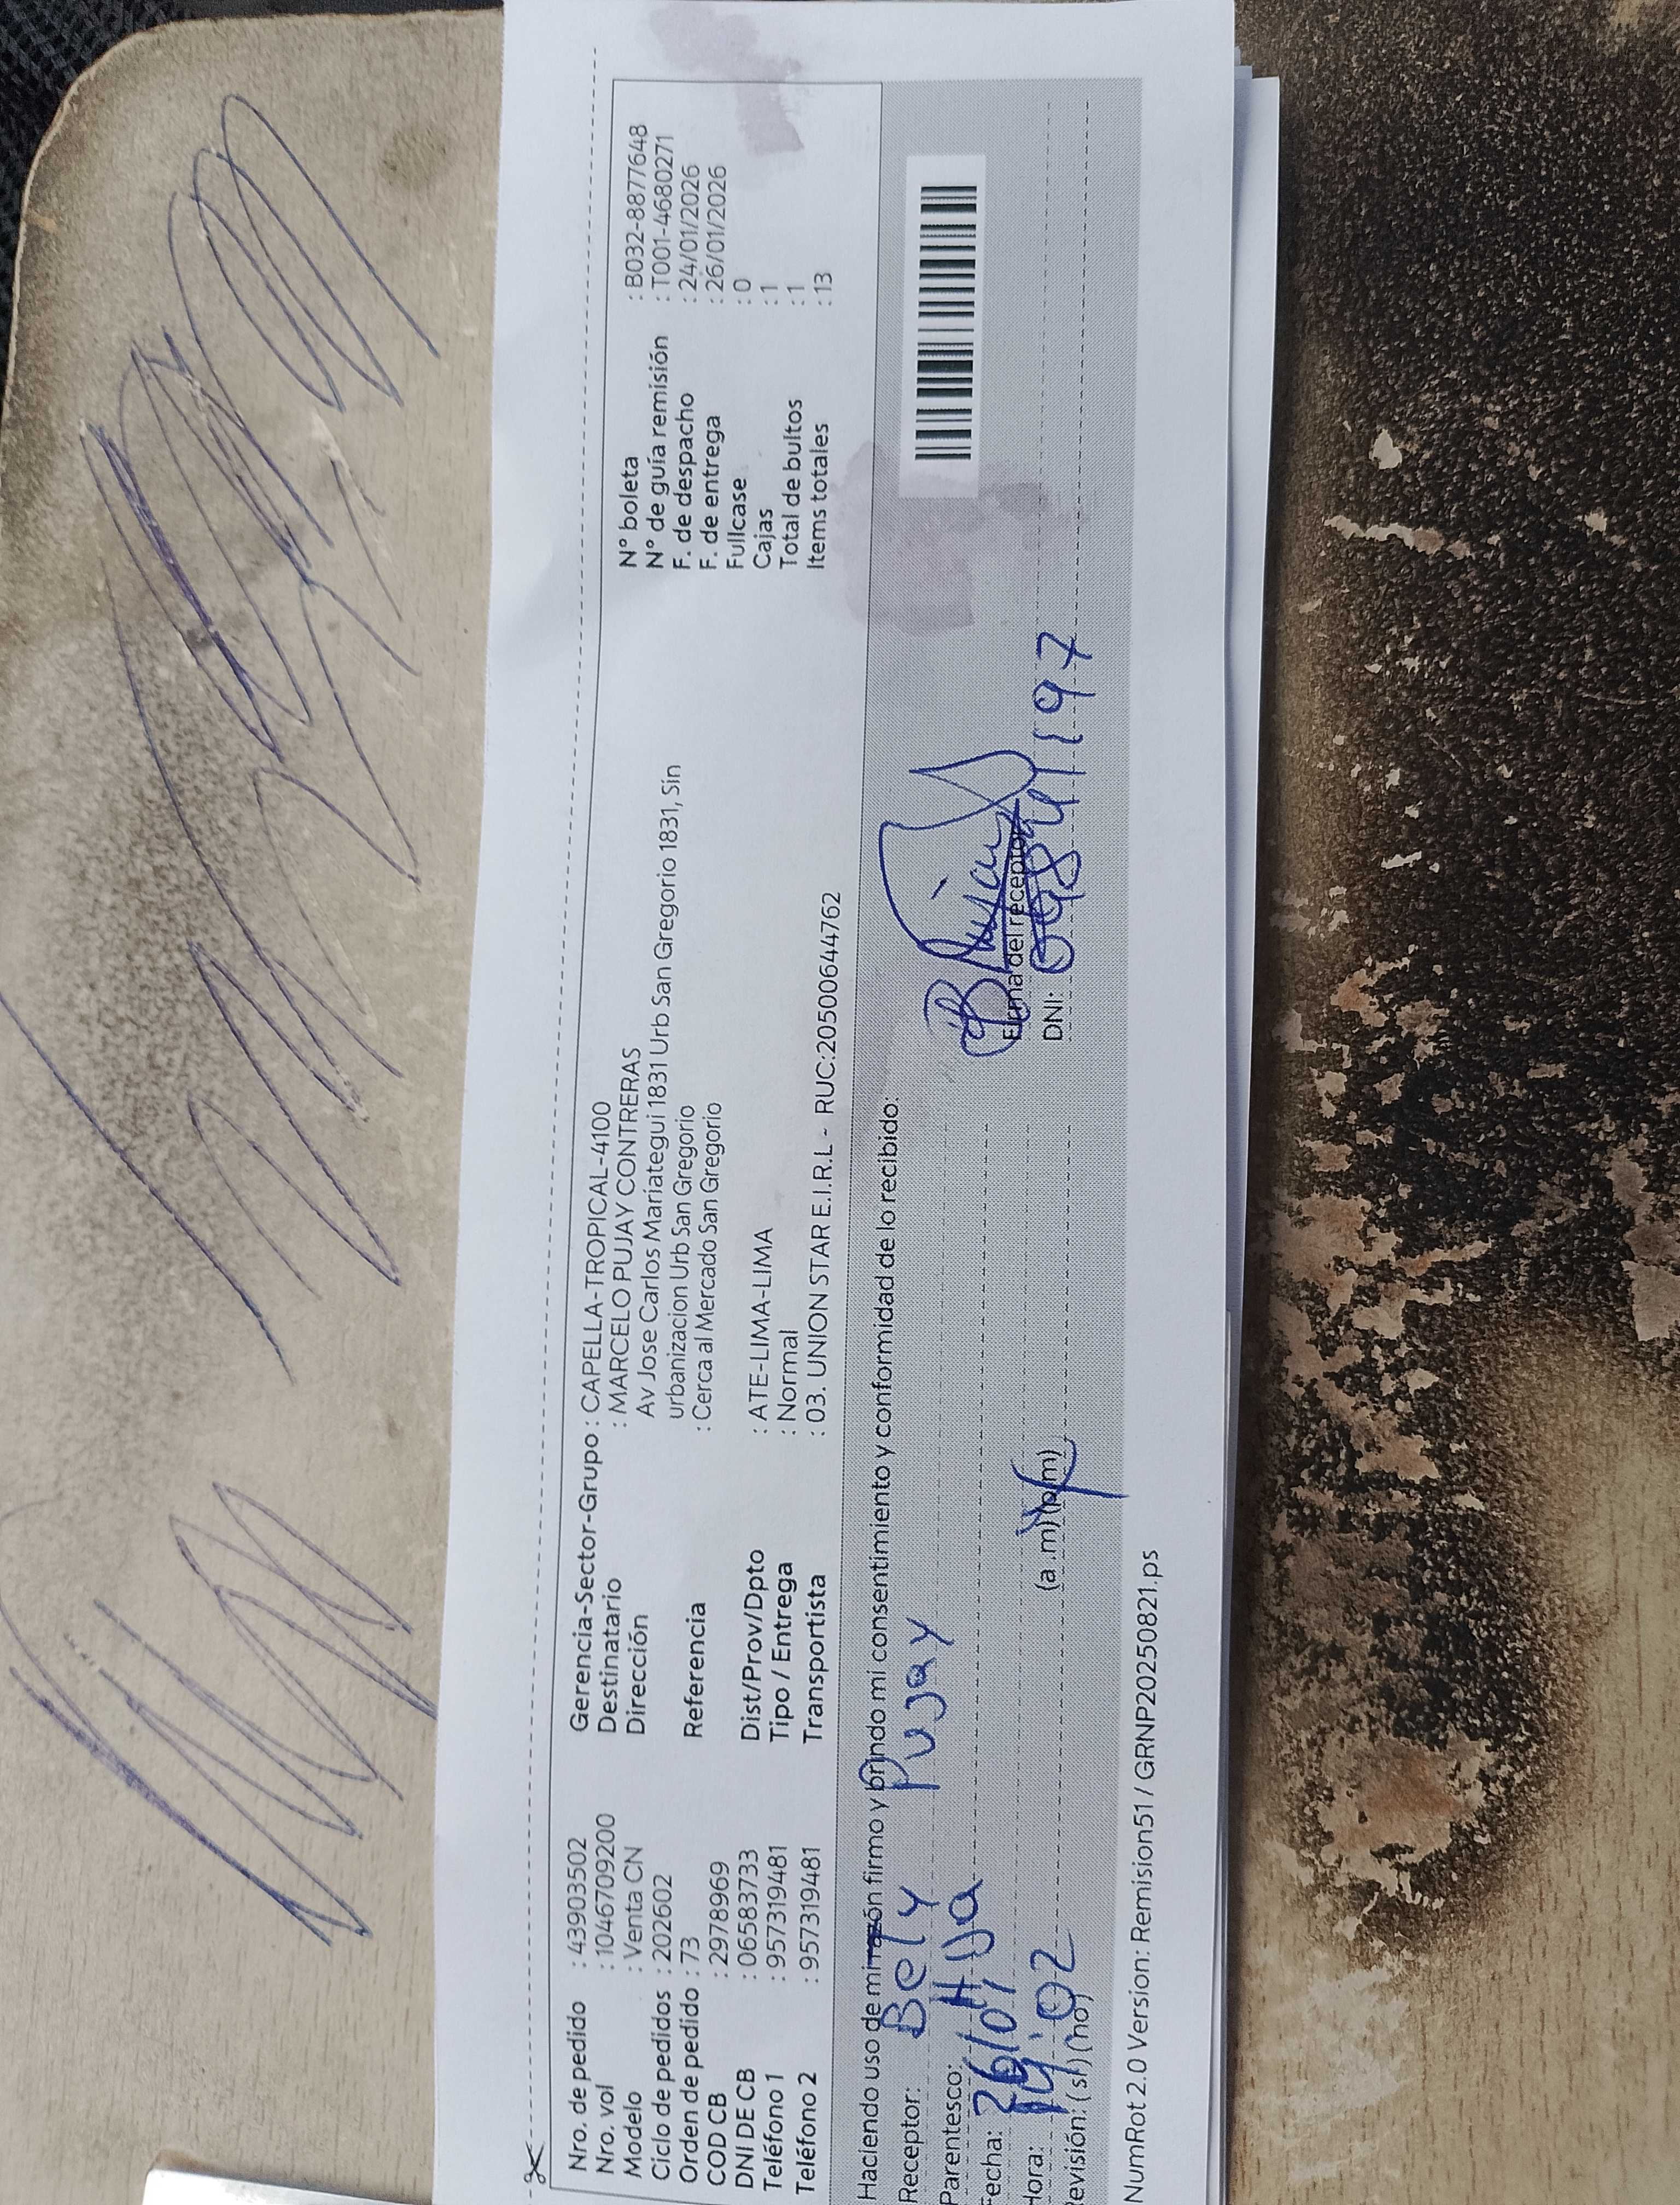 Nro. de pedido : 43903502
Nro. vol : 1046709200
Modelo : Venta CN
Ciclo de pedidos : 202602
Orden de pedido : 73
COD CB : 29789969
DNI DE CB : 06583733
Teléfono 1 : 957319481
Teléfono 2 : 957319481
Gerencia-Sector-Grupo : CAPELLA-TROPICAL-4100
Destinatario : MARCELO PUJAY CONTRERAS
Dirección Av Jose Carlos Mariategui 1831 Urb San Gregorio 1831, Sin
urbanizacion Urb San Gregorio
Referencia : Cerca al Mercado San Gregorio
Dist/Prov/Dpto : ATE-LIMA-LIMA
Tipo / Entrega : Normal
Transportista : 03. UNION STAR E.I.R.L - RUC:20500644762
N° boleta : B032-8877648
N° de guía remisión : T001-4680271
F. de despacho : 24/01/2026
F. de entrega : 26/01/2026
Fullcase : 0
Cajas : 1
Total de bultos : 1
Items totales : 13
Haciendo uso de mi razón firmo y brindo mi consentimiento y conformidad de lo recibido:
Receptor: Bely Pujay
Parentesco: Hija
Fecha: 26/01/
Hora: 14:02 (a.m) (p.m)
evisión: (si) (no)
Firma del receptor
DNI:
NumRot 2.0 Version: Remision51 / GRNP20250821.ps